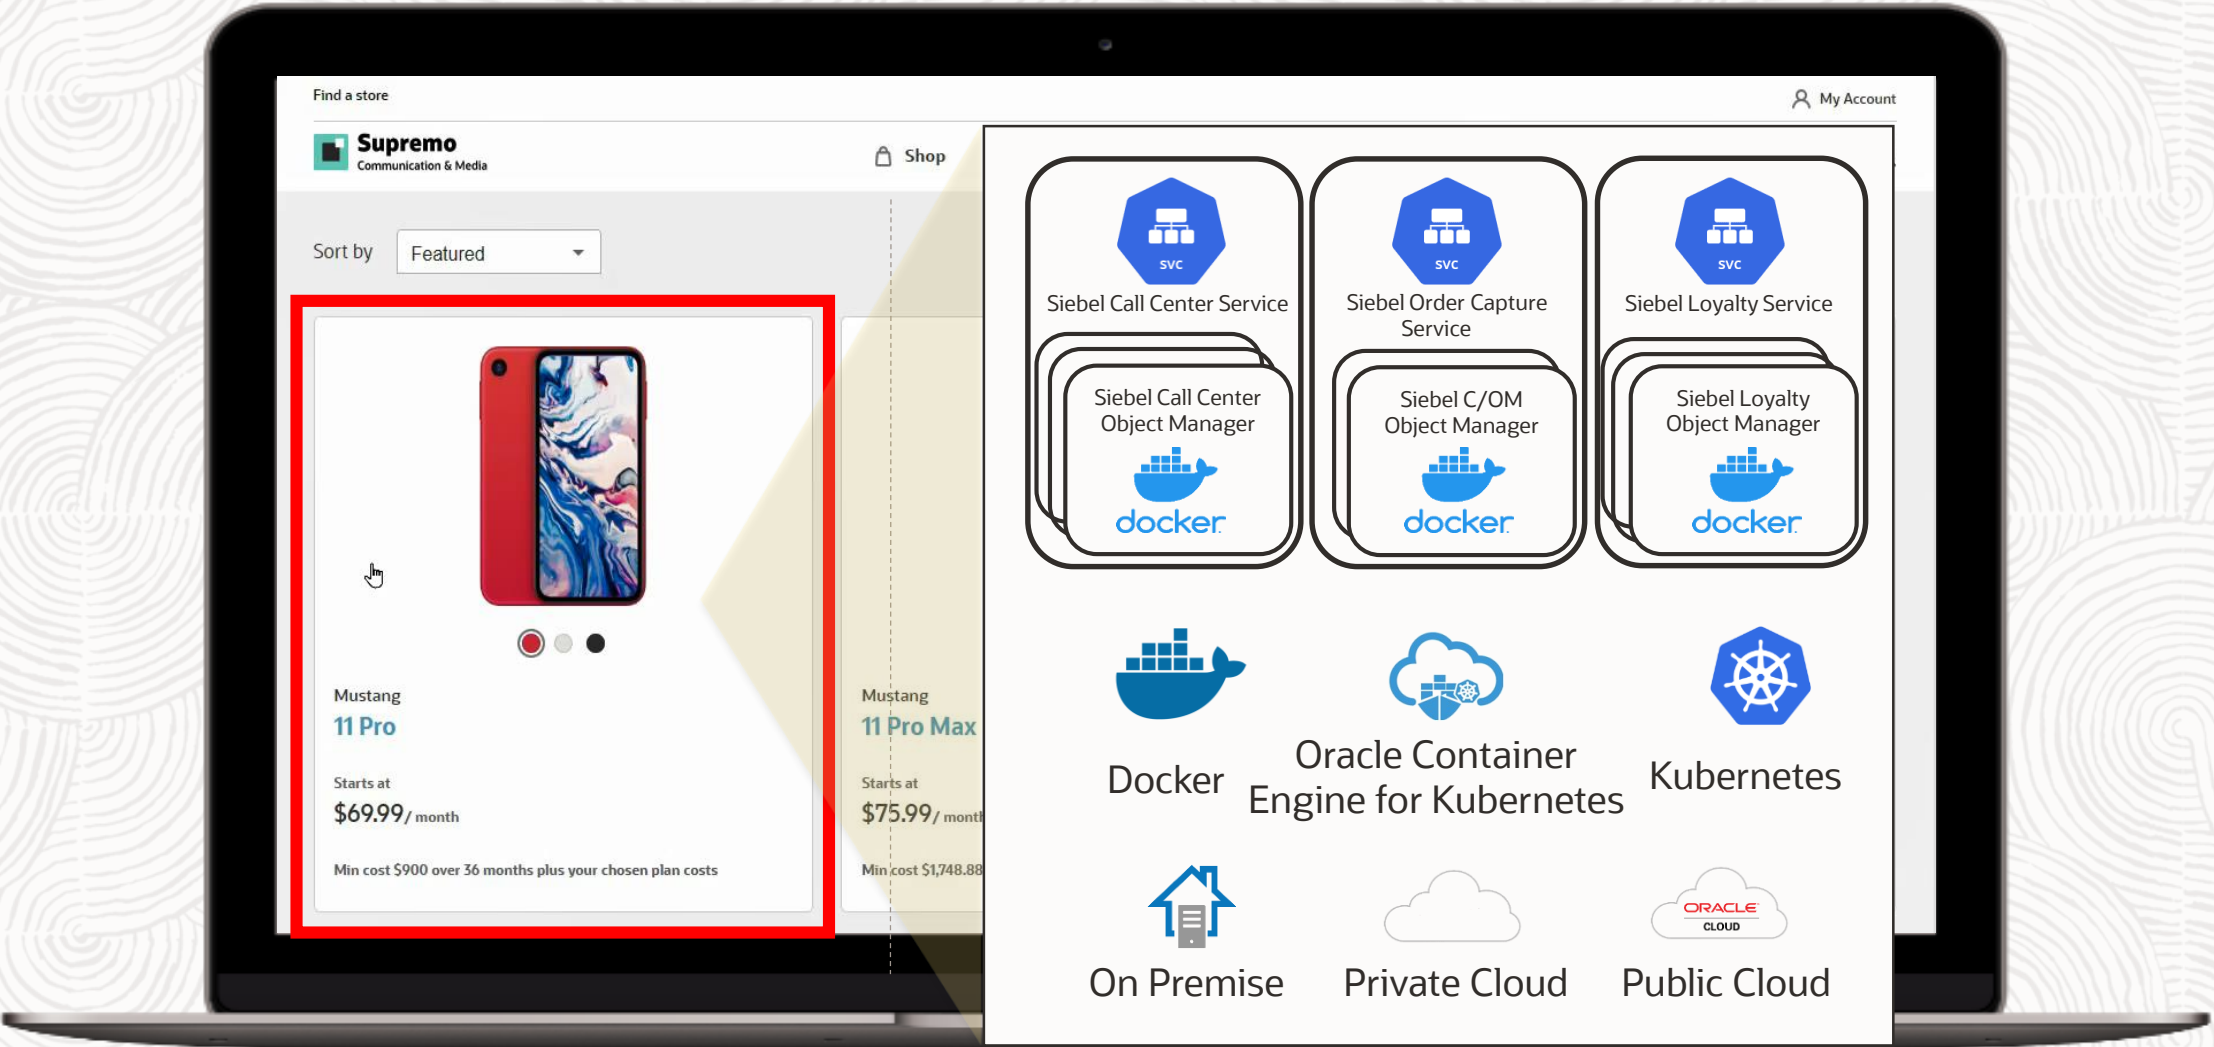 Find a store
My Account
Supremo
Communication & Media
Shop
Sort by
Featured
Mustang
11 Pro
Starts at
$69.99/ month
Min cost $900 over 36 months plus your chosen plan costs
Mustang
11 Pro Max
Starts at
$75.99/ month
Min cost $1,748.88
svc
Siebel Call Center Service
Siebel Call Center
Object Manager
docker
svc
Siebel Order Capture
Service
Siebel C/OM
Object Manager
docker
svc
Siebel Loyalty Service
Siebel Loyalty
Object Manager
docker
Docker
Oracle Container
Engine for Kubernetes
Kubernetes
On Premise
Private Cloud
ORACLE
CLOUD
Public Cloud